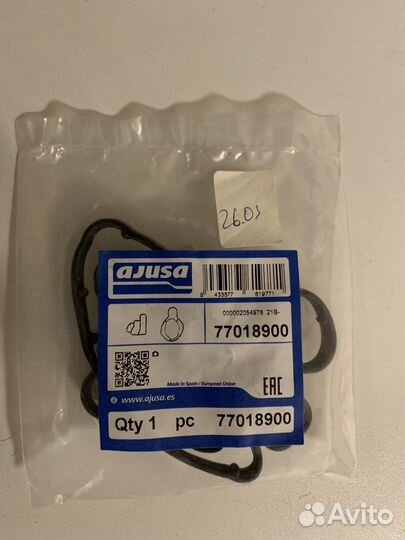 26.03
ajusa
8 433577 619771
000002054978 21B-
77018900
Made in Spain / European Union
www.ajusa.es
EAC
Qty 1 pc 77018900
Avito